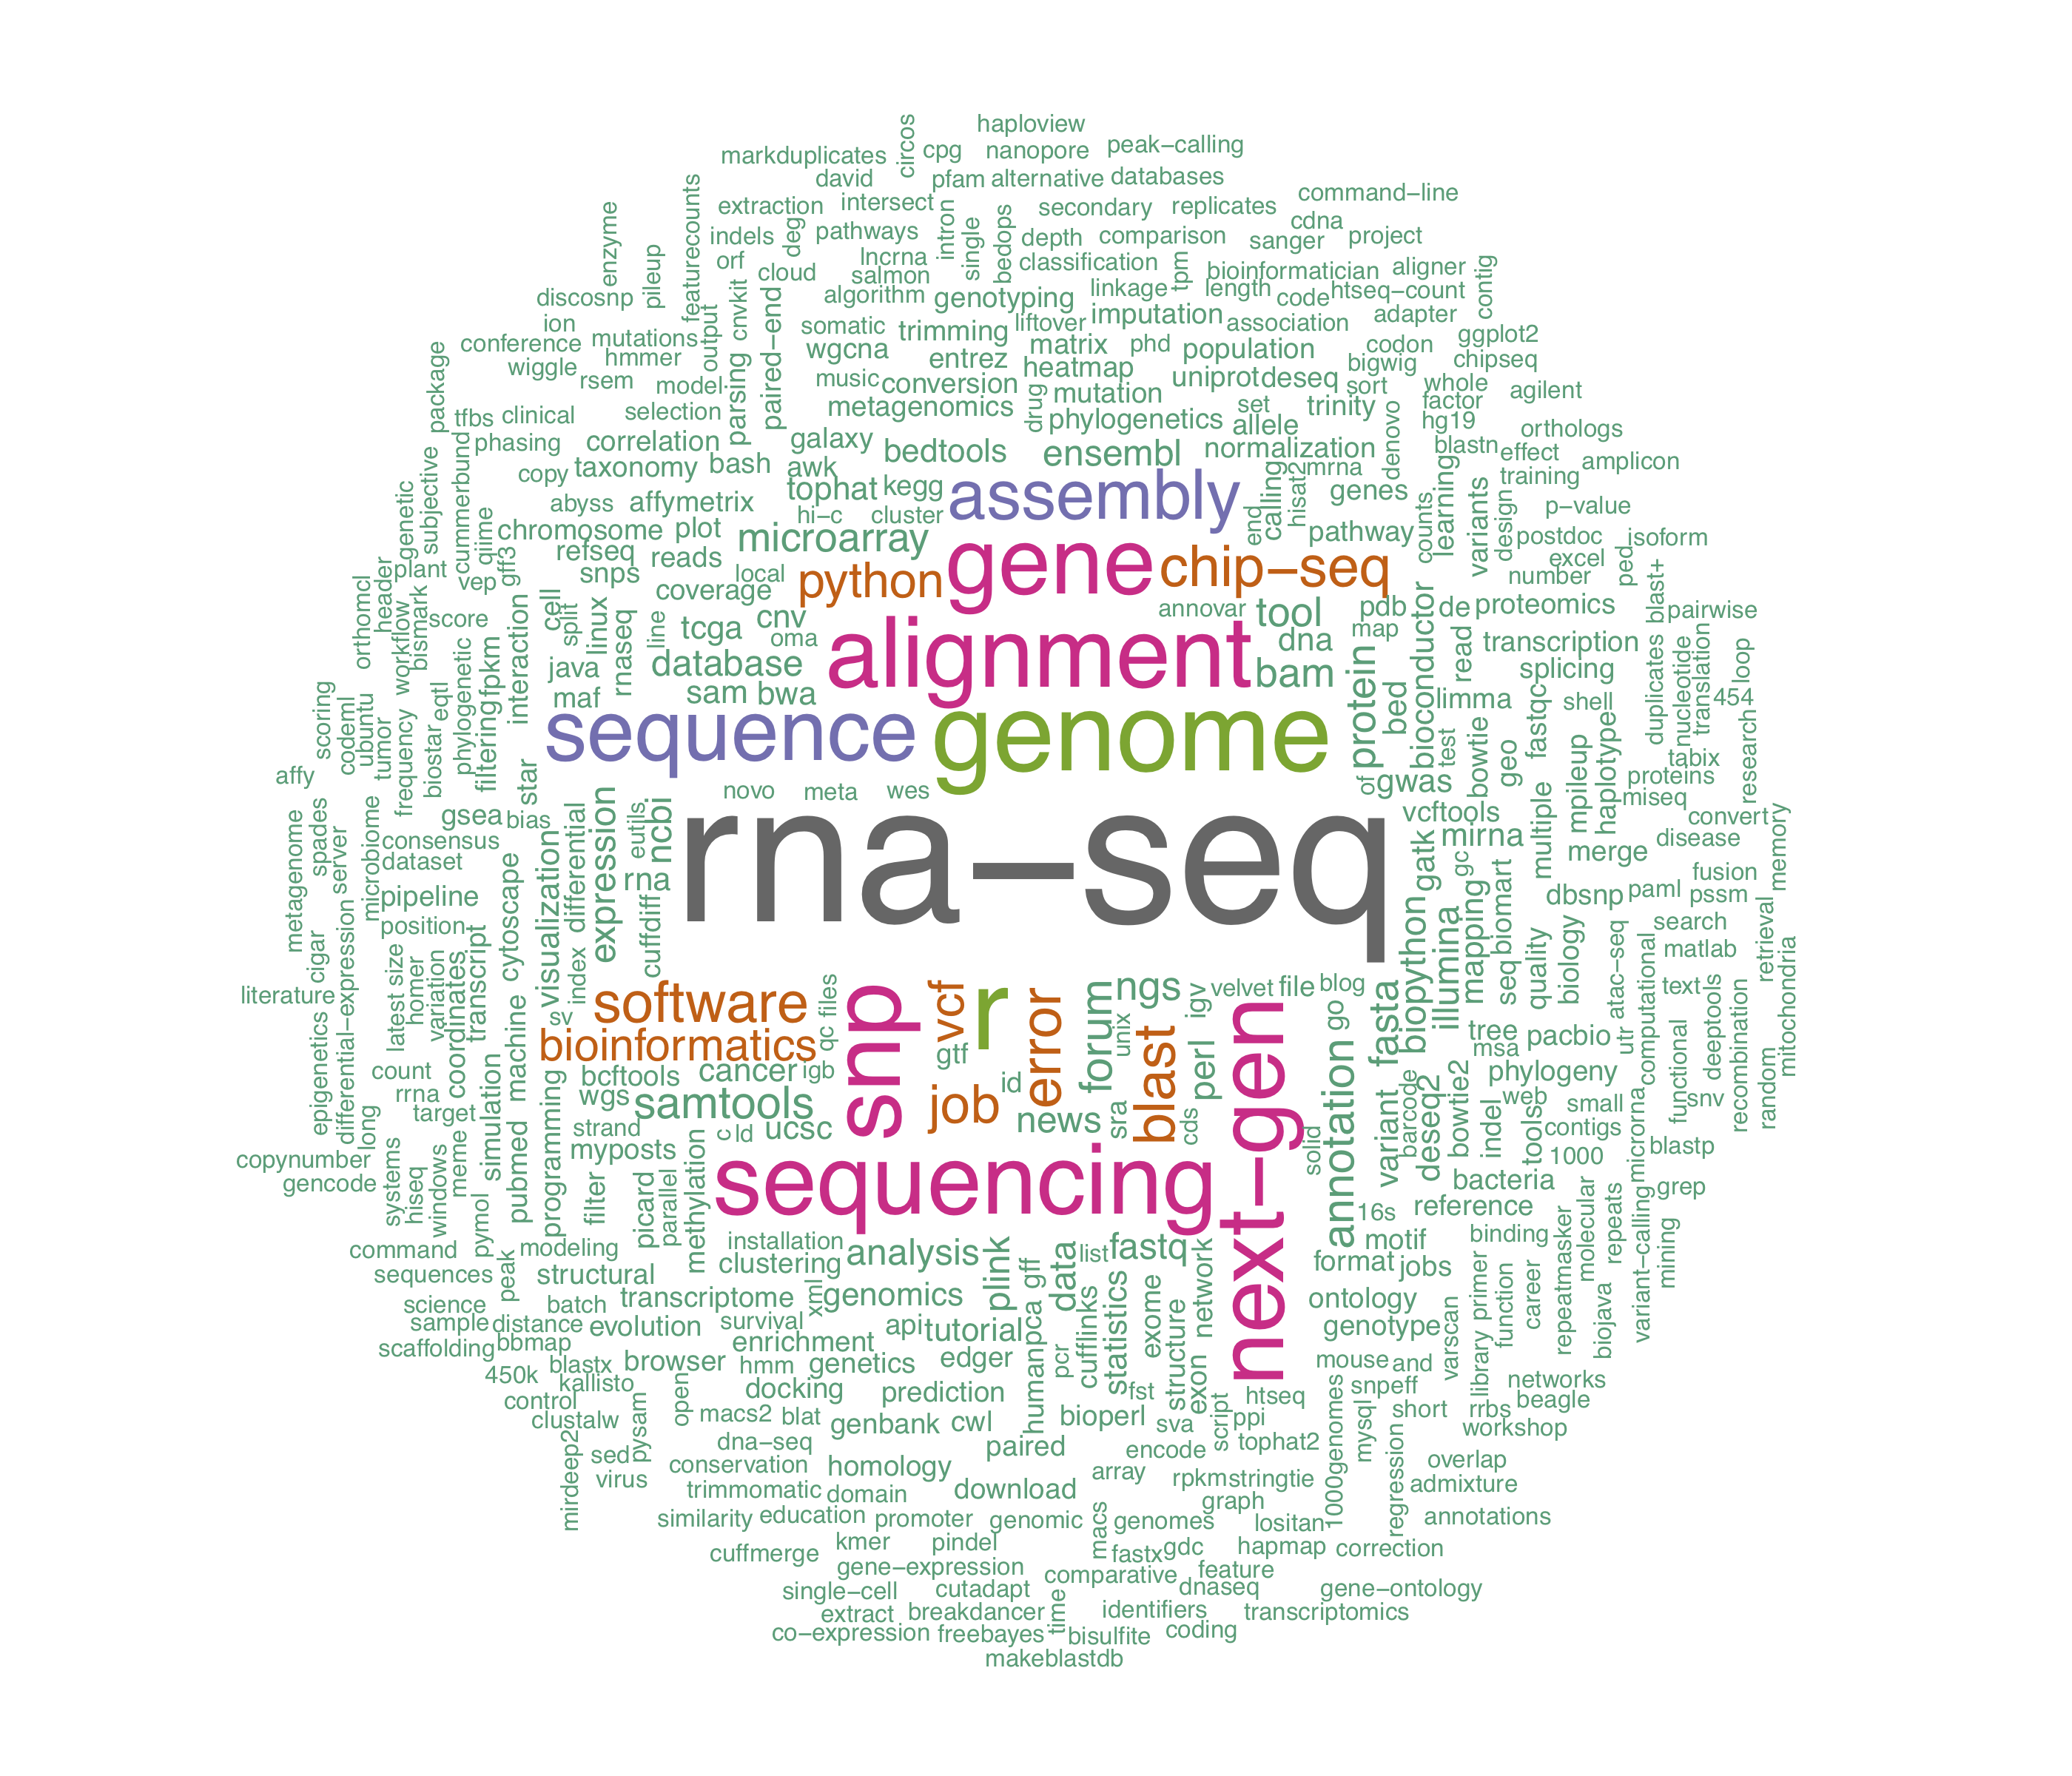 haploview
circos
markduplicates
cpg
nanopore
peak-calling
david
pfam
alternative
databases
command-line
featurecounts
enzyme
extraction
intersect
intron
single
bedops
secondary
replicates
cdna
indels
deg
pathways
depth
comparison
sanger
project
pileup
orf
cloud
lncrna
salmon
classification
tpm
bioinformatician
aligner
contig
discosnp
output
cnvkit
paired-end
algorithm
genotyping
linkage
length
code
htseq-count
ion
mutations
somatic
trimming
liftover
imputation
association
adapter
ggplot2
conference
hmmer
parsing
wgcna
entrez
matrix
phd
population
codon
bigwig
chipseq
package
wiggle
rsem
model
music
conversion
heatmap
mutation
uniprot
deseq
sort
whole
agilent
tfbs
clinical
selection
metagenomics
drug
phylogenetics
set
allele
trinity
denovo
factor
hg19
orthologs
phasing
correlation
galaxy
bedtools
ensembl
normalization
blastn
effect
amplicon
cummerbund
copy
taxonomy
bash
awk
tophat
kegg
assembly
calling
hisat2
mrna
genes
learning
training
p-value
genetic
subjective
qiime
abyss
affymetrix
hi-c
cluster
end
pathway
counts
variants
design
postdoc
isoform
chromosome
plot
microarray
gene
chip-seq
excel
ped
blast+
header
plant
vep
gff3
refseq
reads
snps
local
python
number
orthomcl
workflow
bismark
score
interaction
cell
split
linux
line
coverage
tcga
cnv
oma
alignment
annovar
tool
pdb
map
bioconductor
de
proteomics
pairwise
phylogenetic
filtering
fpkm
java
maf
rnaseq
database
sam
bwa
dna
bam
protein
bed
read
transcription
splicing
duplicates
nucleotide
translation
loop
scoring
codeml
ubuntu
tumor
frequency
eqtl
biostar
sequence
genome
limma
fastqc
shell
454
affy
star
novo
meta
wes
of
gwas
test
bowtie
geo
mpileup
haplotype
proteins
tabix
research
metagenome
spades
server
microbiome
gsea
bias
consensus
dataset
differential
expression
eutils
ncbi
rna-seq
vcftools
gatk
mirna
gc
multiple
miseq
convert
merge
disease
memory
pipeline
position
cytoscape
visualization
rna
cuffdiff
biopython
illumina
mapping
biomart
dbsnp
paml
fusion
pssm
search
cigar
differential-expression
latest
size
homer
variation
coordinates
transcript
index
seq
quality
biology
atac-seq
computational
matlab
retrieval
mitochondria
literature
epigenetics
sv
software
qc
files
snp
vcf
r
error
forum
ngs
igv
velvet
file
blog
go
fasta
text
deeptools
recombination
bioinformatics
gtf
id
unix
blast
perl
annotation
tree
msa
pacbio
utr
functional
random
count
rrna
target
long
simulation
machine
programming
bcftools
wgs
cancer
igb
job
news
sra
cds
variant
barcode
deseq2
bowtie2
phylogeny
web
small
snv
samtools
strand
myposts
c
ld
ucsc
next-gen
solid
indel
tools
contigs
1000
microrna
blastp
copynumber
gencode
systems
hiseq
windows
meme
pymol
pubmed
filter
picard
parallel
methylation
sequencing
16s
reference
bacteria
grep
command
sequences
peak
modeling
structural
installation
clustering
analysis
plink
gff
data
list
fastq
network
motif
format
jobs
binding
repeatmasker
molecular
repeats
variant-calling
mining
science
sample
distance
batch
transcriptome
xml
genomics
ontology
primer
function
career
scaffolding
bbmap
evolution
survival
enrichment
api
tutorial
pca
human
cufflinks
statistics
exome
structure
genotype
varscan
library
biojava
450k
blastx
browser
hmm
genetics
edger
pcr
exon
mouse
and
kallisto
control
open
docking
prediction
fst
script
htseq
snpeff
networks
clustalw
pysam
macs2
blat
genbank
cwl
bioperl
sva
ppi
1000genomes
mysql
short
rrbs
beagle
workshop
mirdeep2
sed
dna-seq
paired
encode
tophat2
regression
overlap
virus
conservation
homology
array
rpkm
stringtie
admixture
trimmomatic
domain
download
graph
similarity
education
promoter
genomic
macs
genomes
lositan
annotations
cuffmerge
kmer
pindel
fastx
gdc
hapmap
correction
gene-expression
comparative
feature
single-cell
cutadapt
dnaseq
gene-ontology
extract
breakdancer
time
identifiers
transcriptomics
co-expression
freebayes
bisulfite
coding
makeblastdb